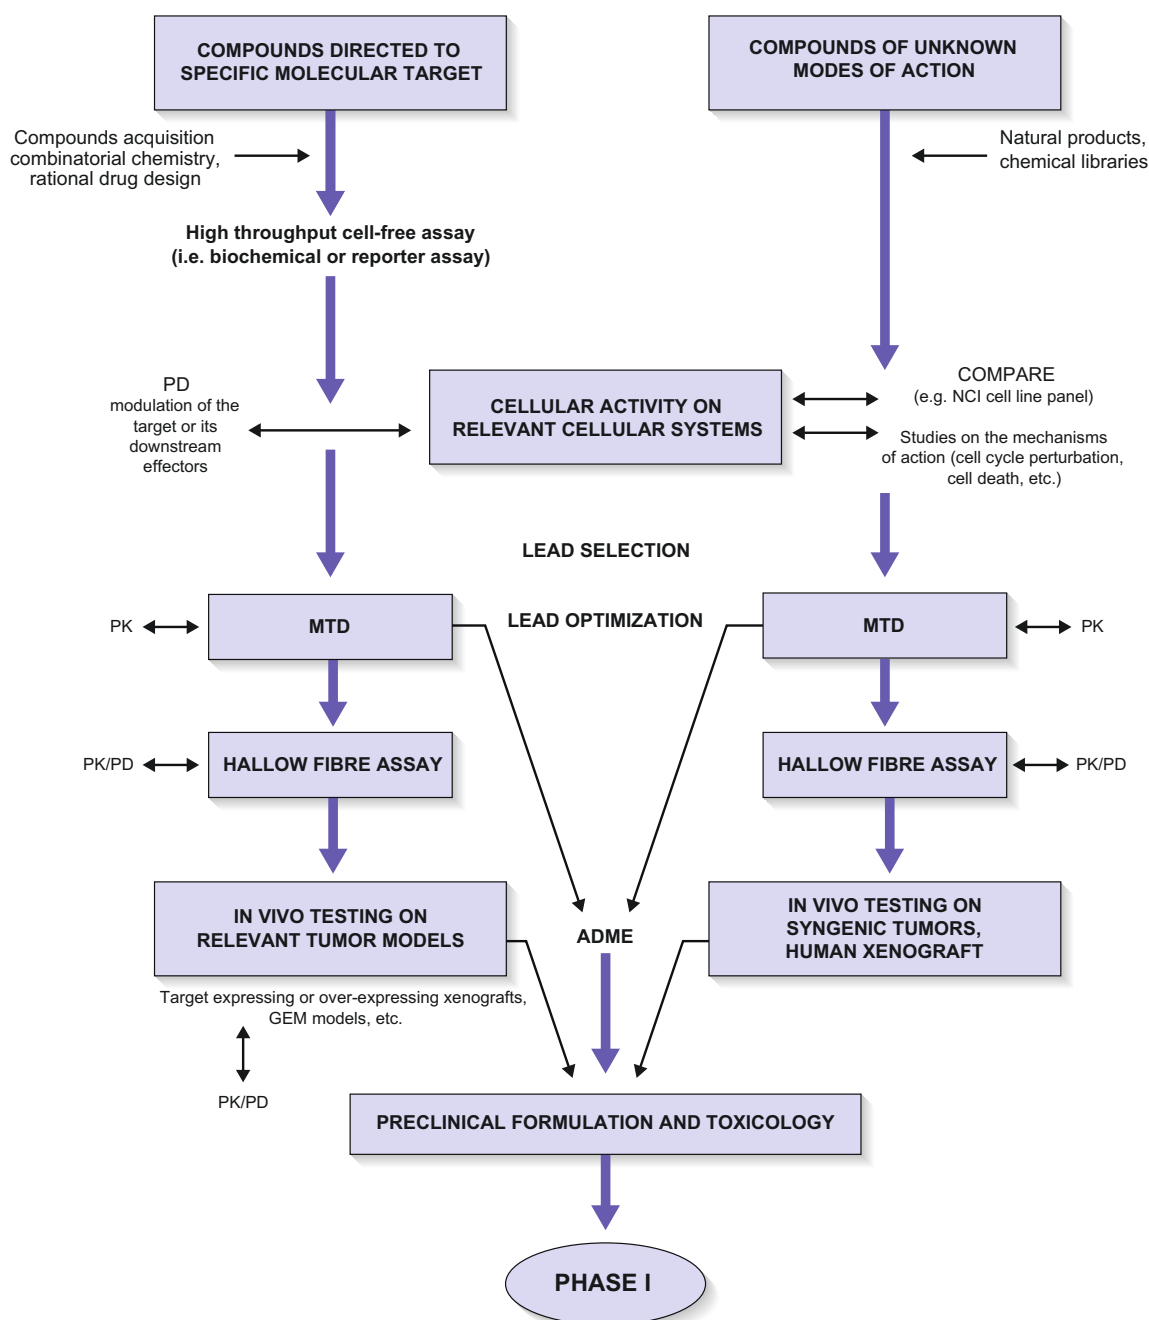 COMPOUNDS DIRECTED TO
SPECIFIC MOLECULAR TARGET
COMPOUNDS OF UNKNOWN
MODES OF ACTION
Compounds acquisition
combinatorial chemistry,
rational drug design
Natural products,
chemical libraries
High throughput cell-free assay
(i.e. biochemical or reporter assay)
PD
modulation of the
target or its
downstream
effectors
CELLULAR ACTIVITY ON
RELEVANT CELLULAR SYSTEMS
COMPARE
(e.g. NCI cell line panel)
Studies on the mechanisms
of action (cell cycle perturbation,
cell death, etc.)
LEAD SELECTION
LEAD OPTIMIZATION
PK
MTD
MTD
PK
PK/PD
HALLOW FIBRE ASSAY
HALLOW FIBRE ASSAY
PK/PD
IN VIVO TESTING ON
RELEVANT TUMOR MODELS
ADME
IN VIVO TESTING ON
SYNGENIC TUMORS,
HUMAN XENOGRAFT
Target expressing or over-expressing xenografts,
GEM models, etc.
PK/PD
PRECLINICAL FORMULATION AND TOXICOLOGY
PHASE I